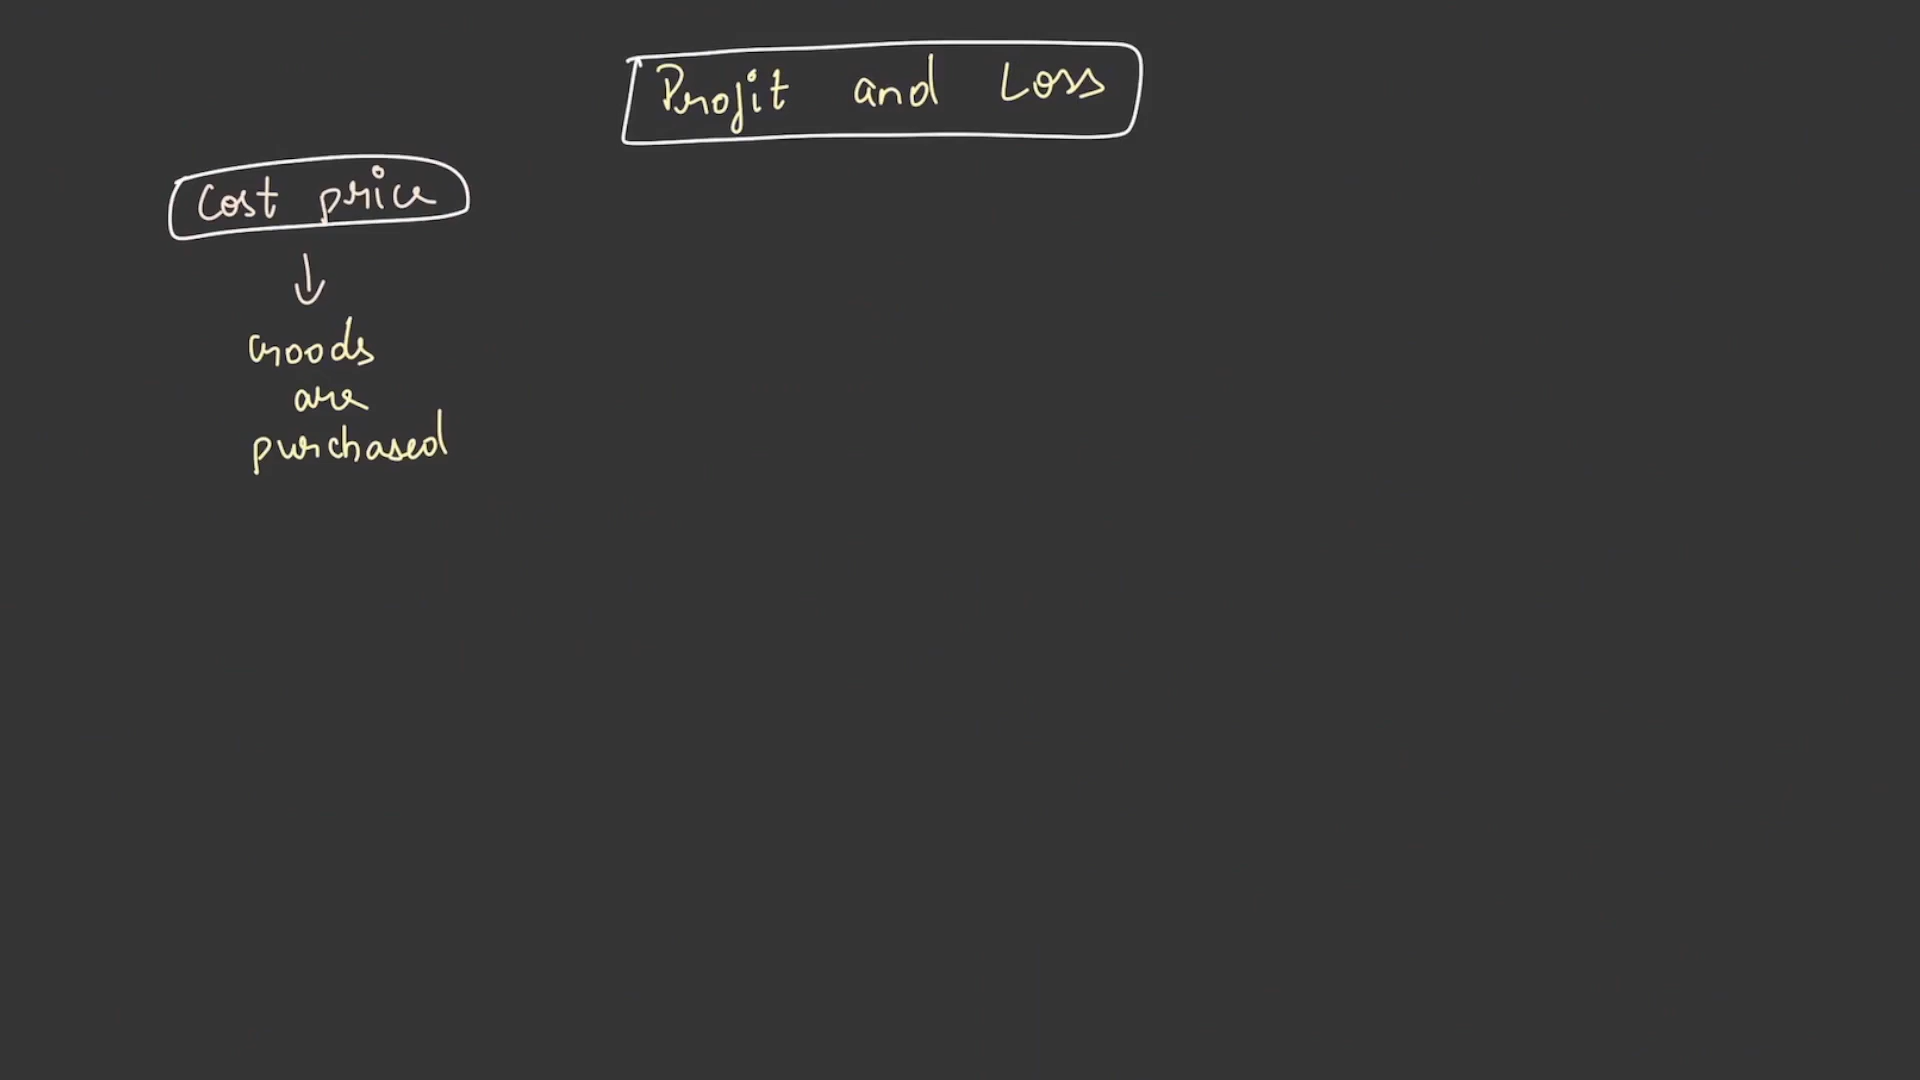 Profit and Loss
Cost price
Goods
are
purchased